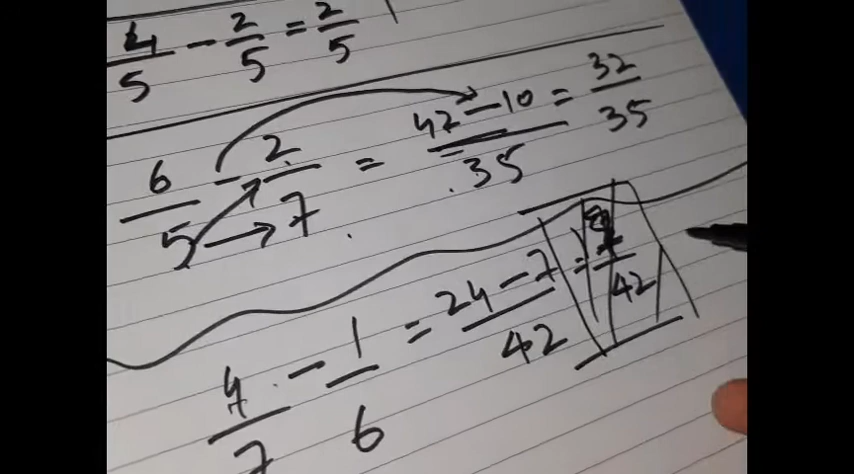 4/5 - 2/5 = 2/5
6/5 - 2/7 = 42 - 10/35 = 32/35
4/7 - 1/6 = 24 - 7/42 = /42